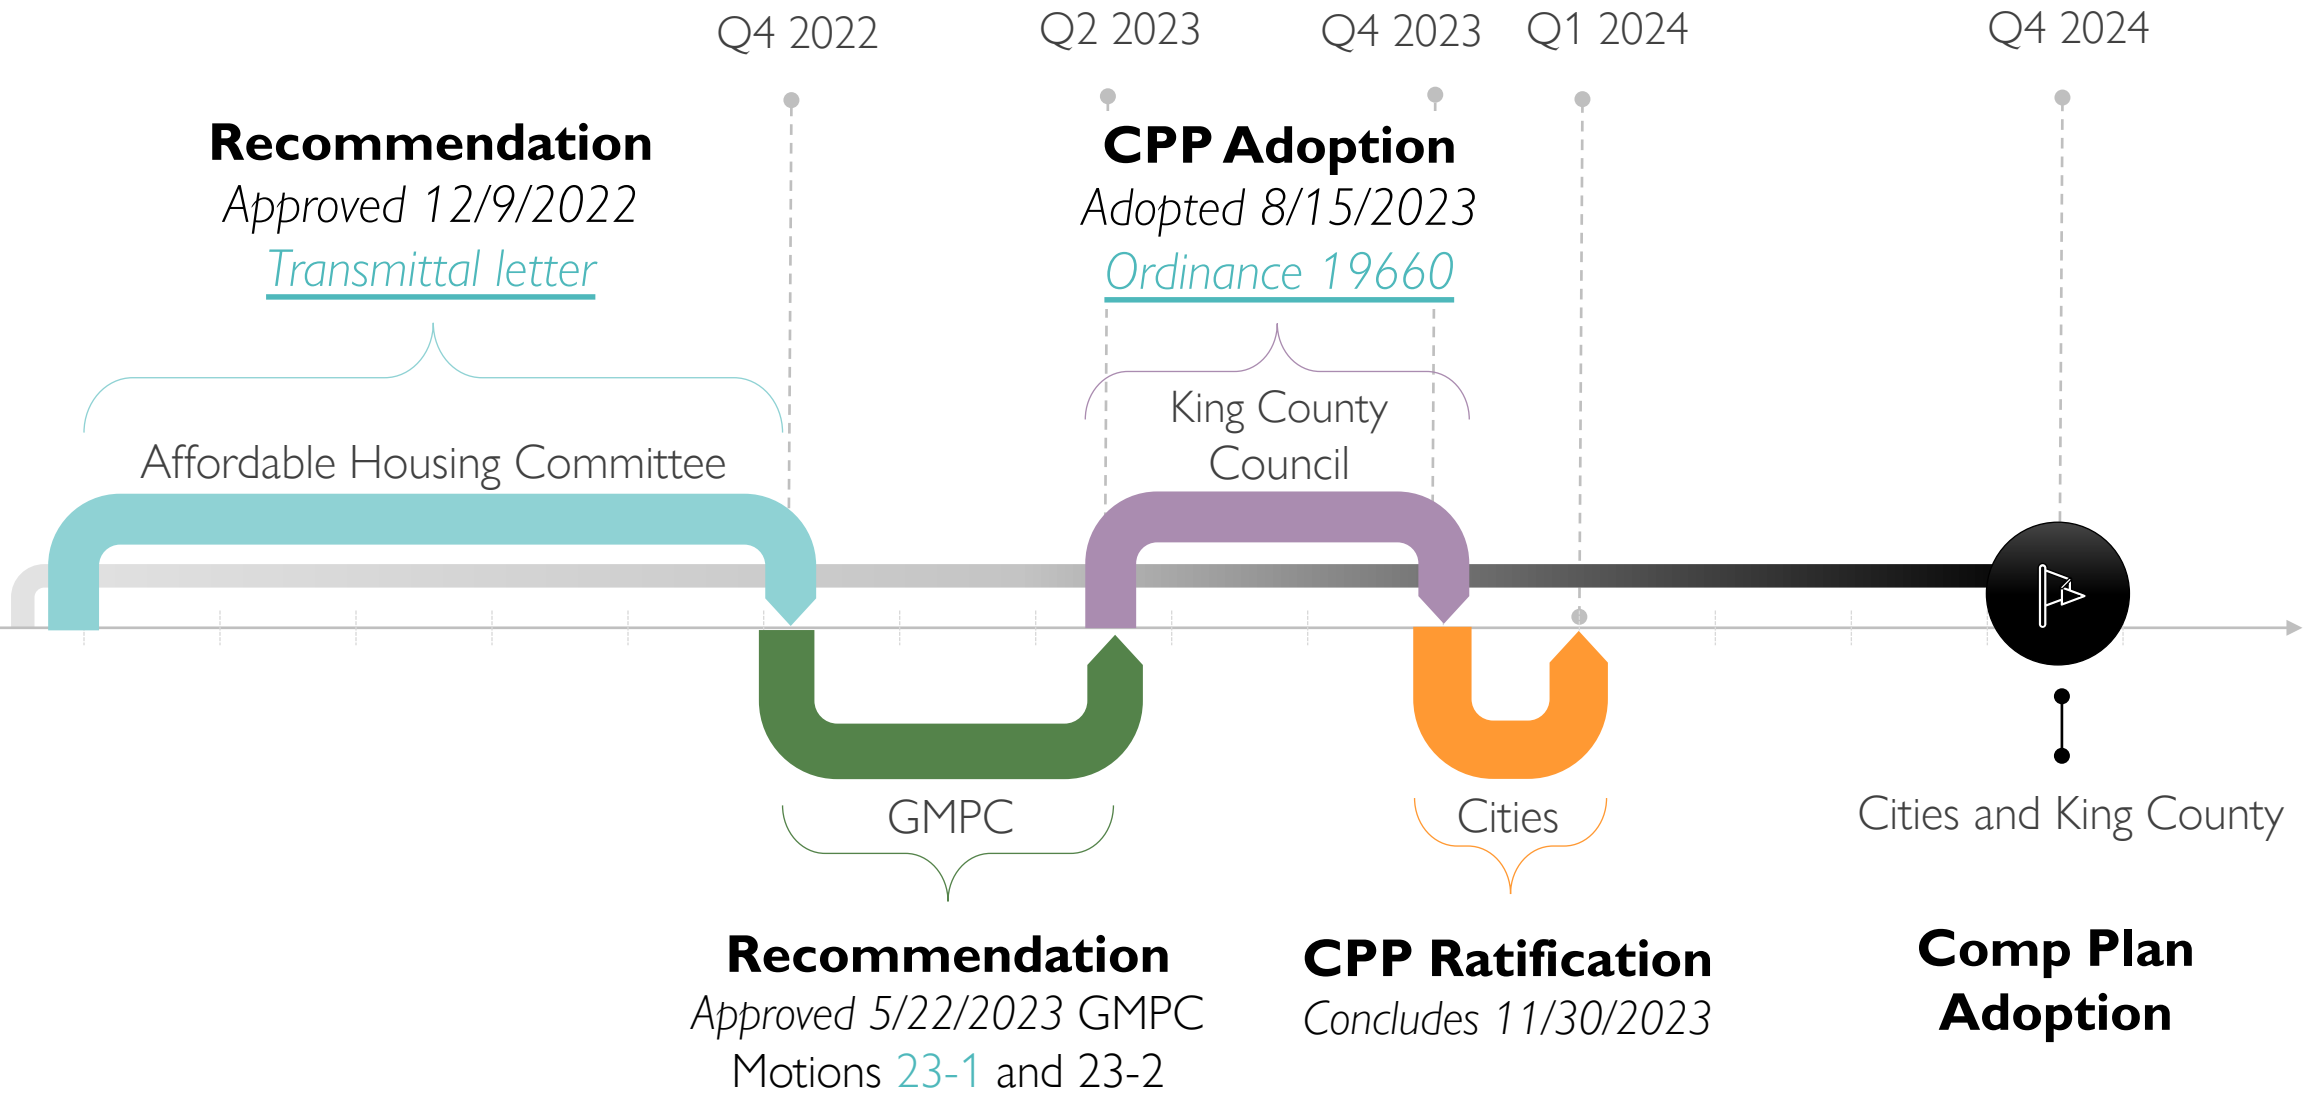 Q4 2022
Q2 2023
Q4 2023
Q1 2024
Q4 2024
Recommendation
Approved 12/9/2022
Transmittal letter
CPP Adoption
Adopted 8/15/2023
Ordinance 19660
Affordable Housing Committee
King County
Council
GMPC
Cities
Cities and King County
Recommendation
Approved 5/22/2023 GMPC
Motions 23-1 and 23-2
CPP Ratification
Concludes 11/30/2023
Comp Plan
Adoption